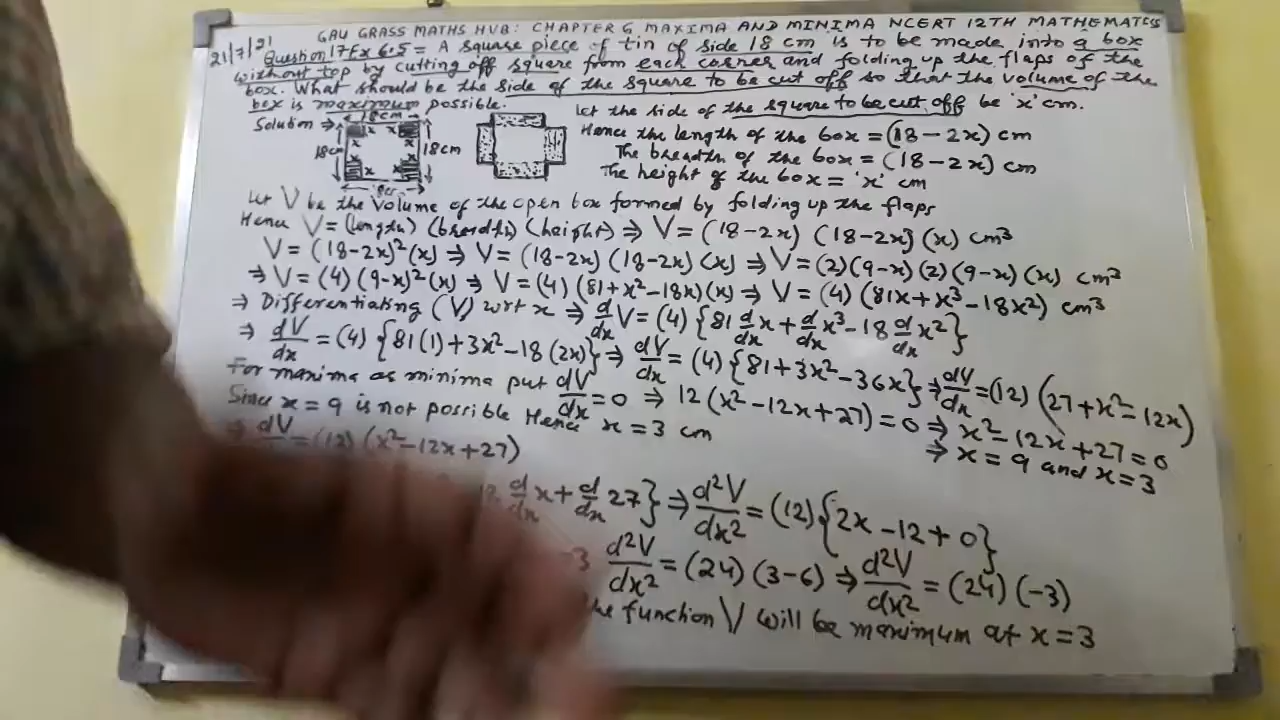 GAU GRASS MATHS HUB: CHAPTER 6 MAXIMA AND MINIMA NCERT 12TH MATHEMATICS
21/7/21 Question 17 Ex 6.5 = A square piece of tin of side 18 cm is to be made into a box
without top by cutting off square from each corner and folding up the flaps of the
box. What should be the side of the square to be cut off so that the volume of the
box is maximum possible.
Let the side of the square to be cut off be 'x' cm.
Solution → 18cm
x x
x x
18cm 18cm
x x
18cm
Hence the length of the box = (18 - 2x) cm
The breadth of the box = (18 - 2x) cm
The height of the box = 'x' cm
Let V be the volume of the open box formed by folding up the flaps
Hence V = (length) (breadth) (height) ⇒ V = (18-2x) (18-2x) (x) cm³
V = (18-2x)²(x) ⇒ V = (18-2x) (18-2x) (x) ⇒ V = (2)(9-x)(2)(9-x)(x) cm³
⇒ V = (4)(9-x)²(x) ⇒ V = (4) (81+x²-18x)(x) ⇒ V = (4) (81x+x³-18x²) cm³
⇒ Differentiating (V) wrt x ⇒ d/dx V = (4) {81 d/dx x + d/dx x³ - 18 d/dx x²}
⇒ dV/dx = (4) {81(1)+3x²-18(2x)} ⇒ dV/dx = (4) {81+3x²-36x} ⇒ dV/dx = (12) (27+x²-12x)
For maxima or minima put dV/dx = 0 ⇒ 12(x²-12x+27) = 0 ⇒ x²-12x+27=0
⇒ x = 9 and x = 3
Since x = 9 is not possible Hence x = 3 cm
⇒ dV = (12) (x²-12x+27)
d/dx x + d/dx 27} ⇒ d²V/dx² = (12){2x-12+0}
3 d²V/dx² = (24)(3-6) ⇒ d²V/dx² = (24)(-3)
the function V will be maximum at x = 3